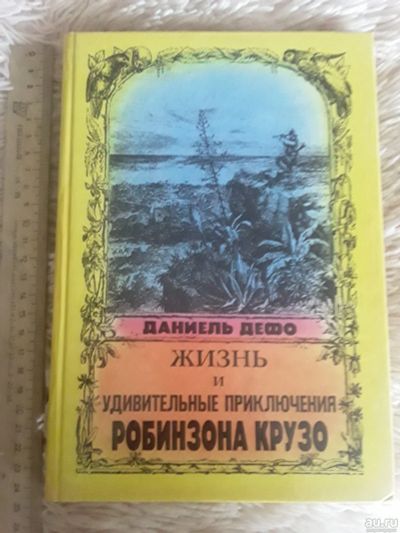 ДАНИЕЛЬ ДЕФО
ЖИЗНЬ
И
УДИВИТЕЛЬНЫЕ ПРИКЛЮЧЕНИЯ
РОБИНЗОНА КРУЗО
au.ru